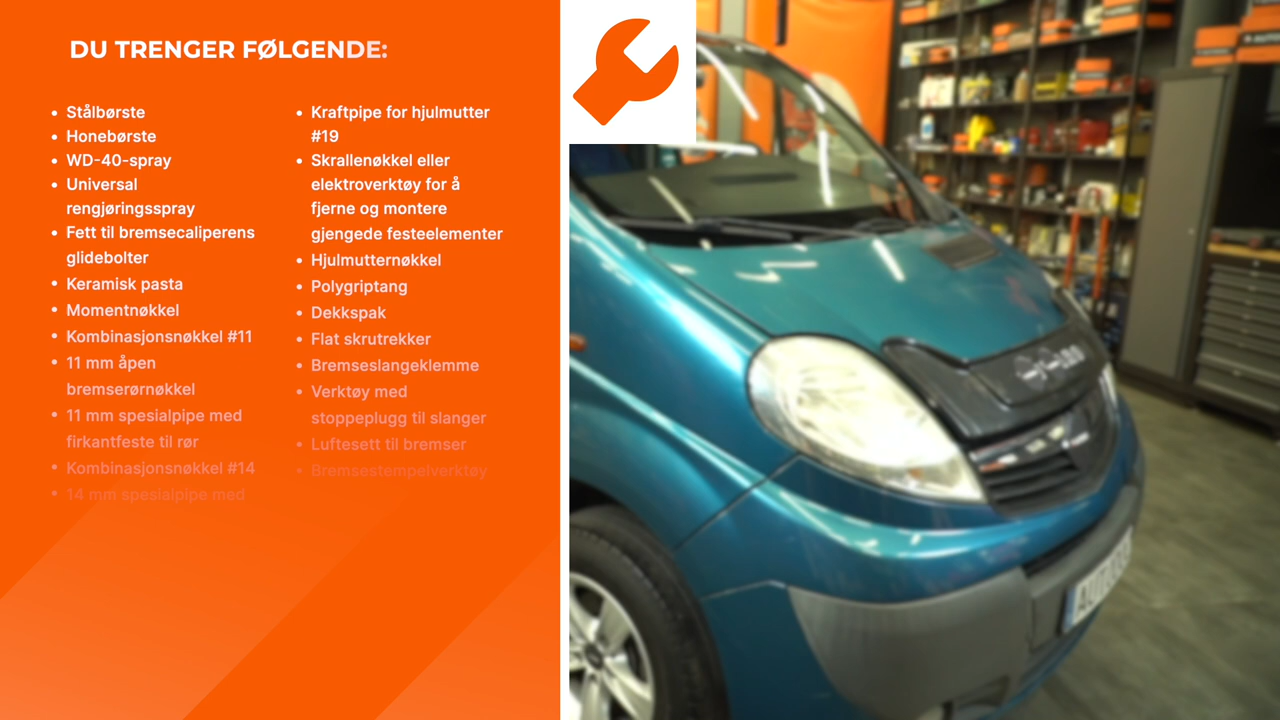 DU TRENGER FØLGENDE:
• Stålbørste
• Honebørste
• WD-40-spray
• Universal
rengjøringsspray
• Fett til bremsecaliperens
glidebolter
• Keramisk pasta
• Momentnøkkel
• Kombinasjonsnøkkel #11
• 11 mm åpen
bremserørnøkkel
• 11 mm spesialpipe med
firkantfeste til rør
• Kombinasjonsnøkkel #14
• 14 mm spesialpipe med
• Kraftpipe for hjulmutter
#19
• Skrallenøkkel eller
elektroverktøy for å
fjerne og montere
gjengede festeelementer
• Hjulmutternøkkel
• Polygriptang
• Dekkspak
• Flat skrutrekker
• Bremseslangeklemme
• Verktøy med
stoppeplugg til slanger
• Luftesett til bremser
• Bremsestempelverktøy